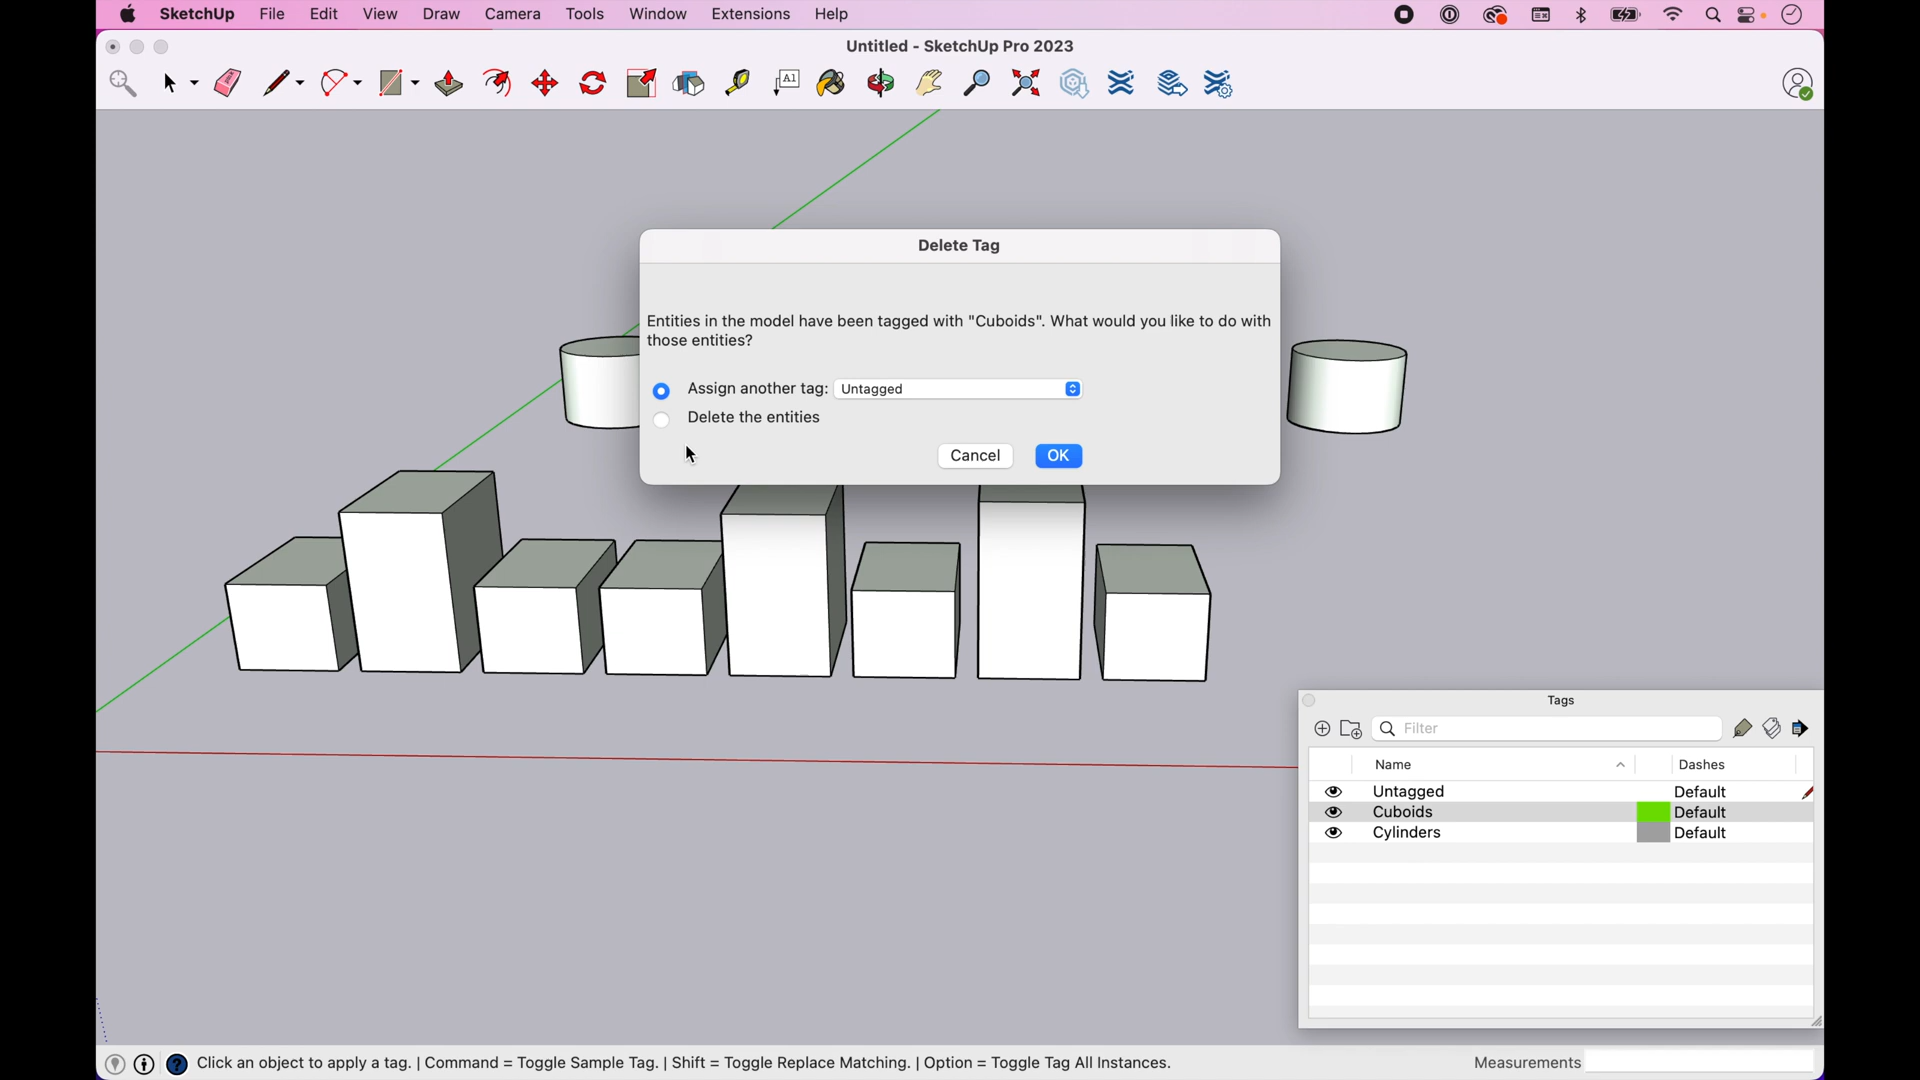 SketchUp File Edit View Draw Camera Tools Window Extensions Help
Untitled - SketchUp Pro 2023
A1
Delete Tag
Entities in the model have been tagged with "Cuboids". What would you like to do with
those entities?
Assign another tag: Untagged
Delete the entities
Cancel OK
Tags
Filter
Name Dashes
Untagged Default
Cuboids Default
Cylinders Default
Click an object to apply a tag. | Command = Toggle Sample Tag. | Shift = Toggle Replace Matching. | Option = Toggle Tag All Instances. Measurements